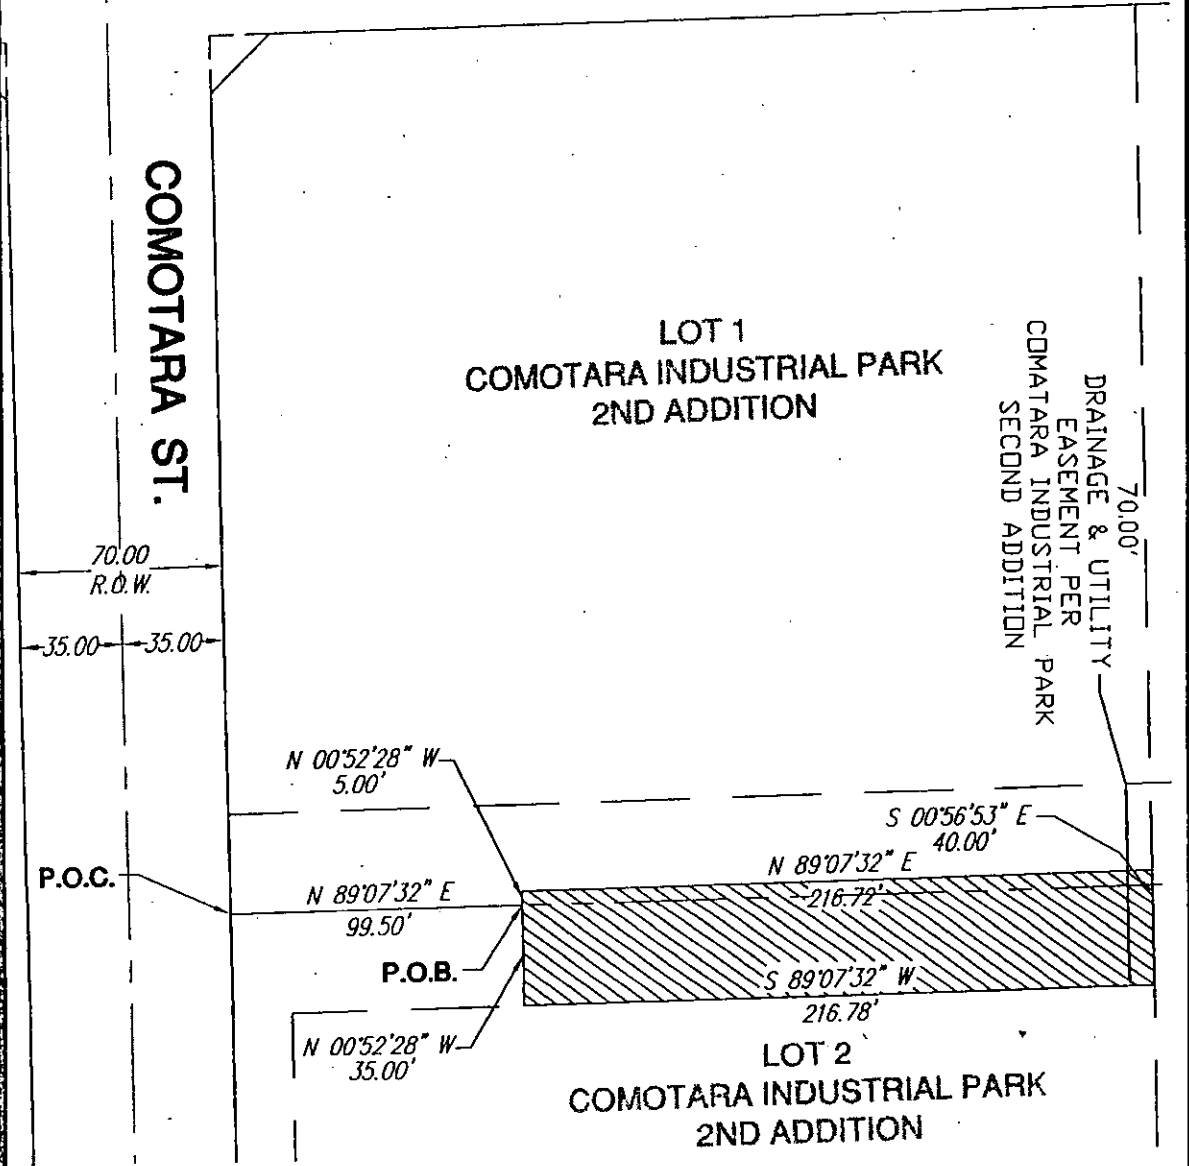 COMOTARA ST.
LOT 1
COMOTARA INDUSTRIAL PARK
2ND ADDITION
70.00'
DRAINAGE & UTILITY
EASEMENT PER
COMATARA INDUSTRIAL PARK
SECOND ADDITION
70.00
R.O.W.
35.00
35.00
N 00°52'28" W
5.00'
S 00°56'53" E
40.00'
P.O.C.
N 89°07'32" E
99.50'
N 89°07'32" E
216.72'
P.O.B.
S 89°07'32" W
216.78'
N 00°52'28" W
35.00'
LOT 2
COMOTARA INDUSTRIAL PARK
2ND ADDITION